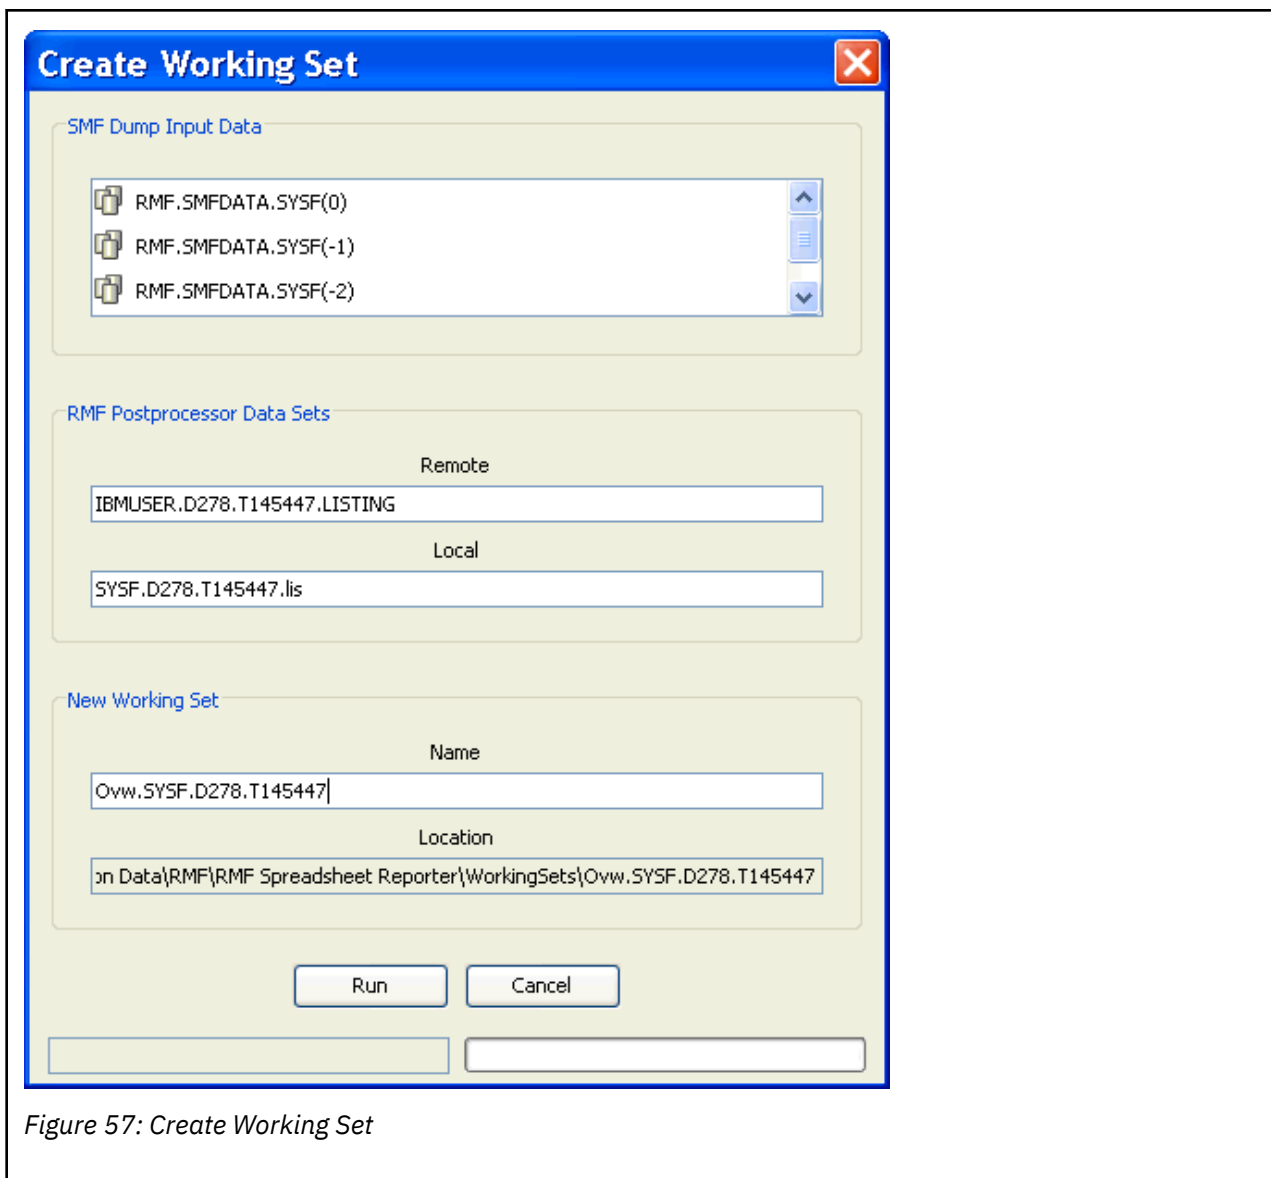 Create Working Set
SMF Dump Input Data
RMF.SMFDATA.SYSF(0)
RMF.SMFDATA.SYSF(-1)
RMF.SMFDATA.SYSF(-2)
RMF Postprocessor Data Sets
Remote
IBMUSER.D278.T145447.LISTING
Local
SYSF.D278.T145447.lis
New Working Set
Name
Ovw.SYSF.D278.T145447
Location
on Data\RMF\RMF Spreadsheet Reporter\WorkingSets\Ovw.SYSF.D278.T145447
Run Cancel
Figure 57: Create Working Set